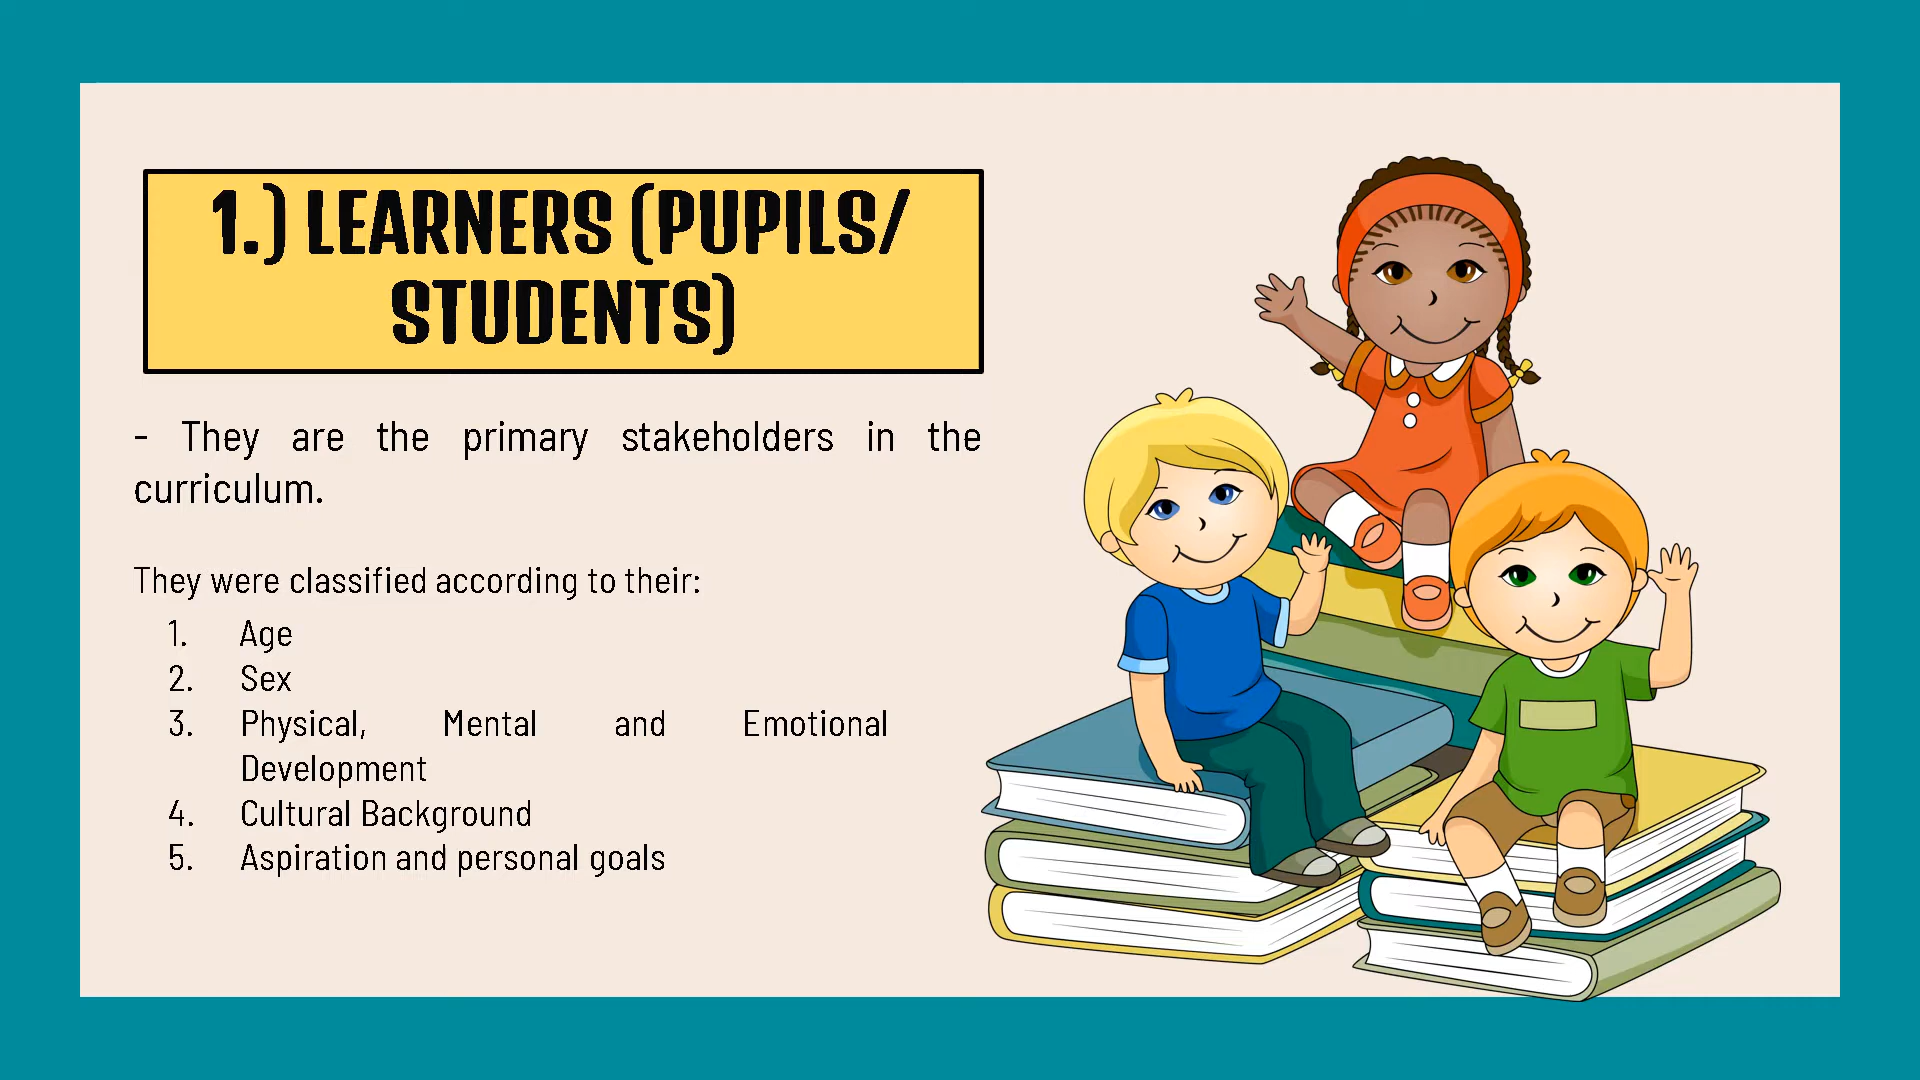 1.) LEARNERS (PUPILS/
STUDENTS)
- They are the primary stakeholders in the
curriculum.
They were classified according to their:
1. Age
2. Sex
3. Physical, Mental and Emotional
Development
4. Cultural Background
5. Aspiration and personal goals